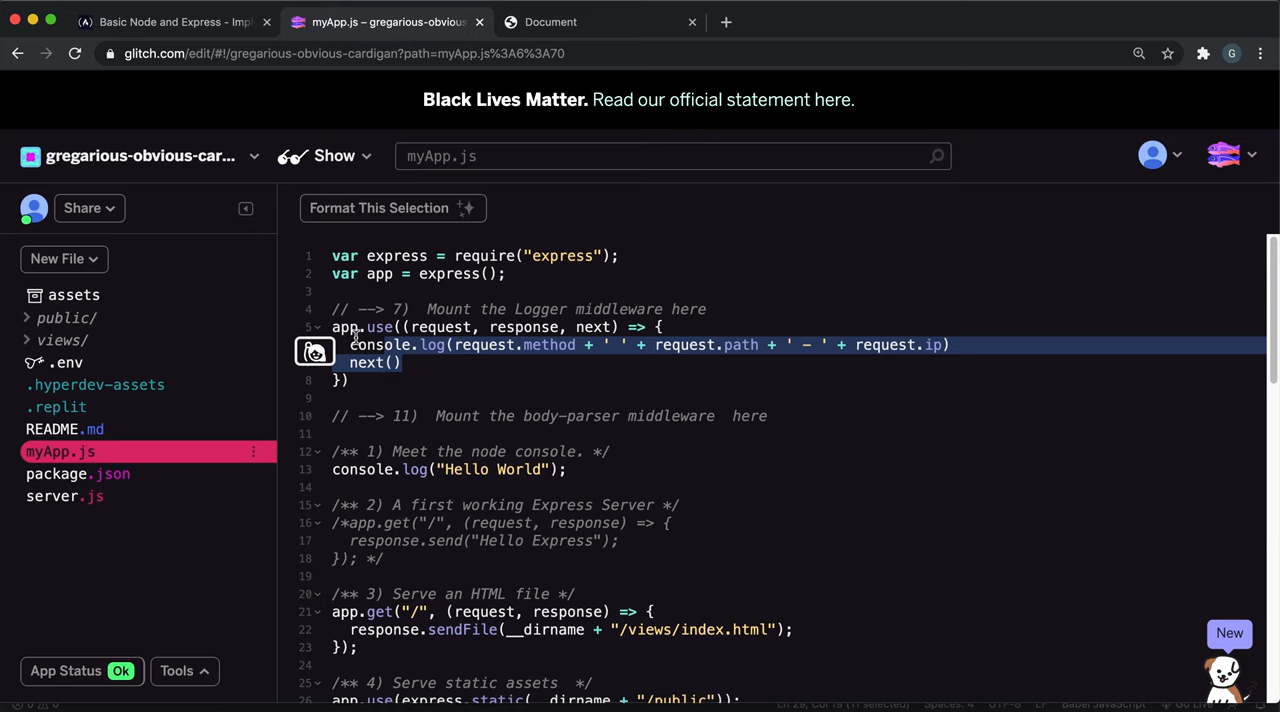 Basic Node and Express - Impl
myApp.js – gregarious-obvious
Document
glitch.com/edit/#!/gregarious-obvious-cardigan?path=myApp.js%3A6%3A70
G
Black Lives Matter. Read our official statement here.
gregarious-obvious-car...
Show
myApp.js
Share
Format This Selection
New File
assets
public/
views/
.env
.hyperdev-assets
.replit
README.md
myApp.js
package.json
server.js
App Status Ok
Tools
1 var express = require("express");
2 var app = express();
3
4 // --> 7)  Mount the Logger middleware here
5 app.use((request, response, next) => {
console.log(request.method + ' ' + request.path + ' - ' + request.ip)
next()
8 })
9
10 // --> 11)  Mount the body-parser middleware  here
11
12 /** 1) Meet the node console. */
13 console.log("Hello World");
14
15 /** 2) A first working Express Server */
16 /*app.get("/", (request, response) => {
17 response.send("Hello Express");
18 }); */
19
20 /** 3) Serve an HTML file */
21 app.get("/", (request, response) => {
22 response.sendFile(__dirname + "/views/index.html");
23 });
24
25 /** 4) Serve static assets  */
26 app.use(express.static(__dirname + "/public"));
New